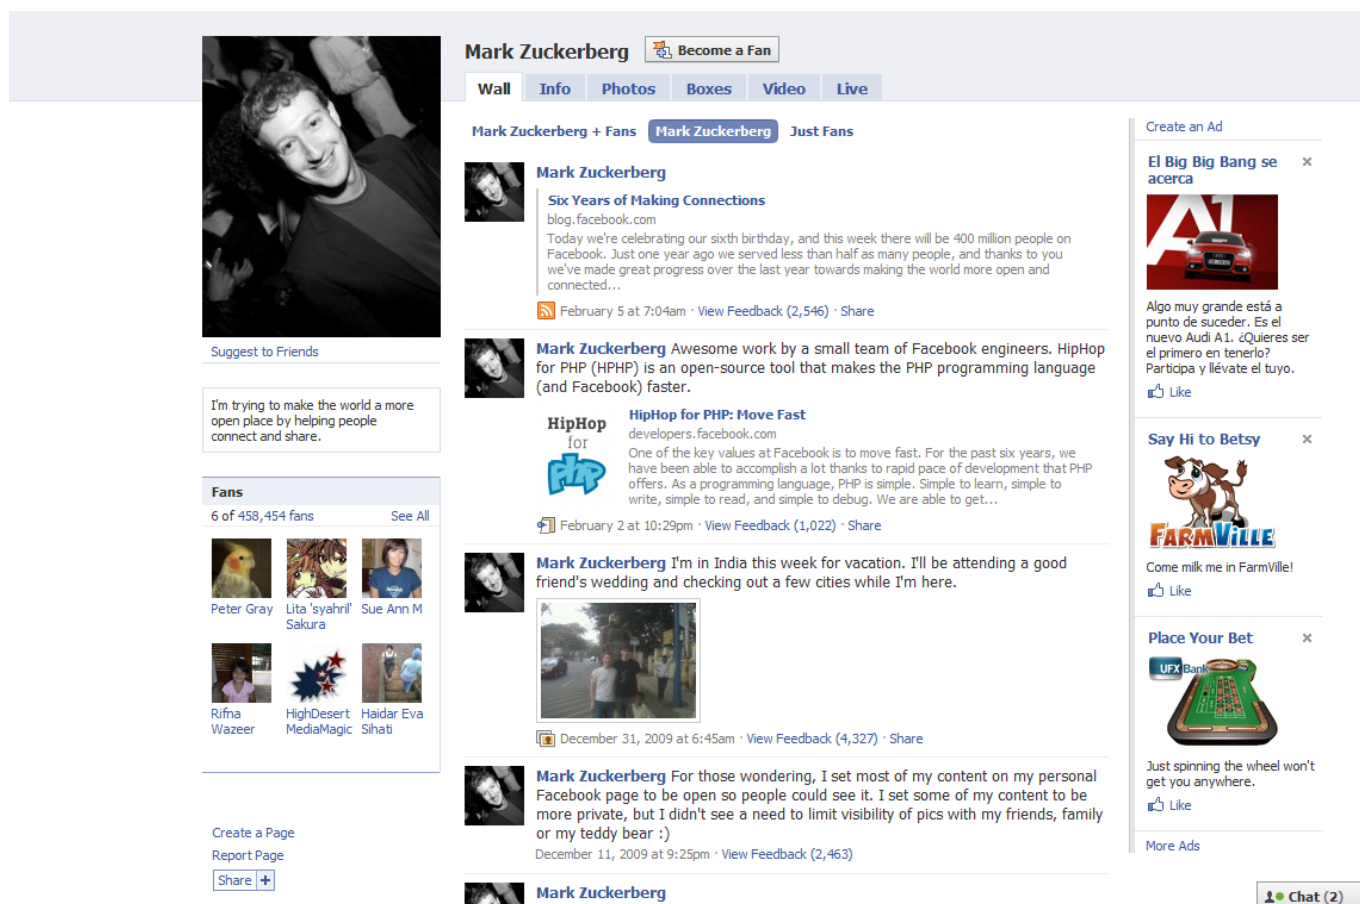 Mark Zuckerberg
Become a Fan
Wall Info Photos Boxes Video Live
Mark Zuckerberg + Fans Mark Zuckerberg Just Fans
Suggest to Friends
I'm trying to make the world a more
open place by helping people
connect and share.
Fans
6 of 458,454 fans See All
Peter Gray
Lita 'syahril'
Sakura
Sue Ann M
Rifna
Wazeer
HighDesert
MediaMagic
Haidar Eva
Sihati
Create a Page
Report Page
Share +
Mark Zuckerberg
Six Years of Making Connections
blog.facebook.com
Today we're celebrating our sixth birthday, and this week there will be 400 million people on
Facebook. Just one year ago we served less than half as many people, and thanks to you
we've made great progress over the last year towards making the world more open and
connected...
February 5 at 7:04am · View Feedback (2,546) · Share
Mark Zuckerberg Awesome work by a small team of Facebook engineers. HipHop
for PHP (HPHP) is an open-source tool that makes the PHP programming language
(and Facebook) faster.
HipHop
for
php
HipHop for PHP: Move Fast
developers.facebook.com
One of the key values at Facebook is to move fast. For the past six years, we
have been able to accomplish a lot thanks to rapid pace of development that PHP
offers. As a programming language, PHP is simple. Simple to learn, simple to
write, simple to read, and simple to debug. We are able to get...
February 2 at 10:29pm · View Feedback (1,022) · Share
Mark Zuckerberg I'm in India this week for vacation. I'll be attending a good
friend's wedding and checking out a few cities while I'm here.
December 31, 2009 at 6:45am · View Feedback (4,327) · Share
Mark Zuckerberg For those wondering, I set most of my content on my personal
Facebook page to be open so people could see it. I set some of my content to be
more private, but I didn't see a need to limit visibility of pics with my friends, family
or my teddy bear :)
December 11, 2009 at 9:25pm · View Feedback (2,463)
Mark Zuckerberg
Create an Ad
El Big Big Bang se
acerca
A1
Algo muy grande está a
punto de suceder. Es el
nuevo Audi A1. ¿Quieres ser
el primero en tenerlo?
Participa y llévate el tuyo.
Like
Say Hi to Betsy
FARMVILLE
Come milk me in FarmVille!
Like
Place Your Bet
UFXBank
Just spinning the wheel won't
get you anywhere.
Like
More Ads
Chat (2)